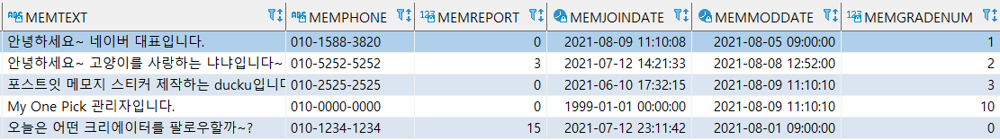 ABC MEMTEXT ABC MEMPHONE 123 MEMREPORT MEMJOINDATE MEMMODDATE 123 MEMGRADENUM
안녕하세요~ 네이버 대표입니다. 010-1588-3820 0 2021-08-09 11:10:08 2021-08-05 09:00:00 1
안녕하세요~ 고양이를 사랑하는 냐냐입니다~ 010-5252-5252 3 2021-07-12 14:21:33 2021-08-08 12:52:00 2
포스트잇 메모지 스티커 제작하는 ducku입니다 010-2525-2525 0 2021-06-10 17:32:15 2021-08-09 11:10:10 3
My One Pick 관리자입니다. 010-0000-0000 0 1999-01-01 00:00:00 2021-08-09 11:10:10 10
오늘은 어떤 크리에이터를 팔로우할까~? 010-1234-1234 15 2021-07-12 23:11:42 2021-08-01 09:00:00 0